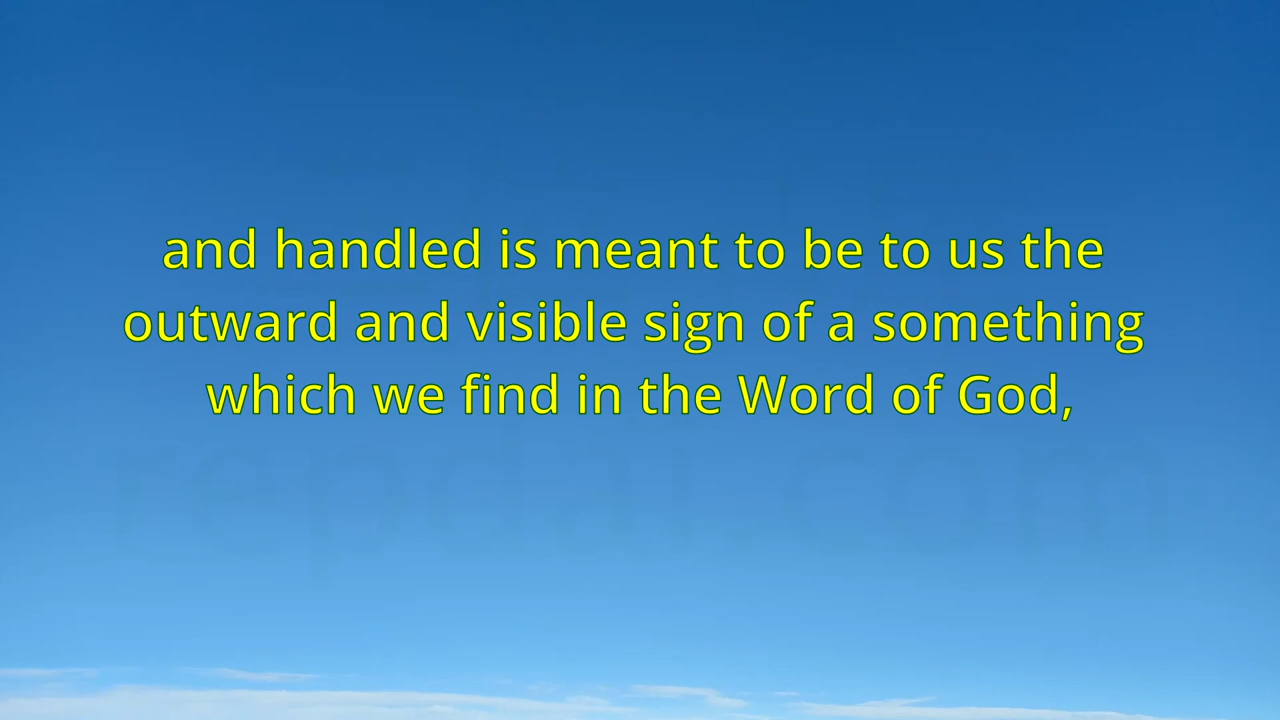 and handled is meant to be to us the
outward and visible sign of a something
which we find in the Word of God,